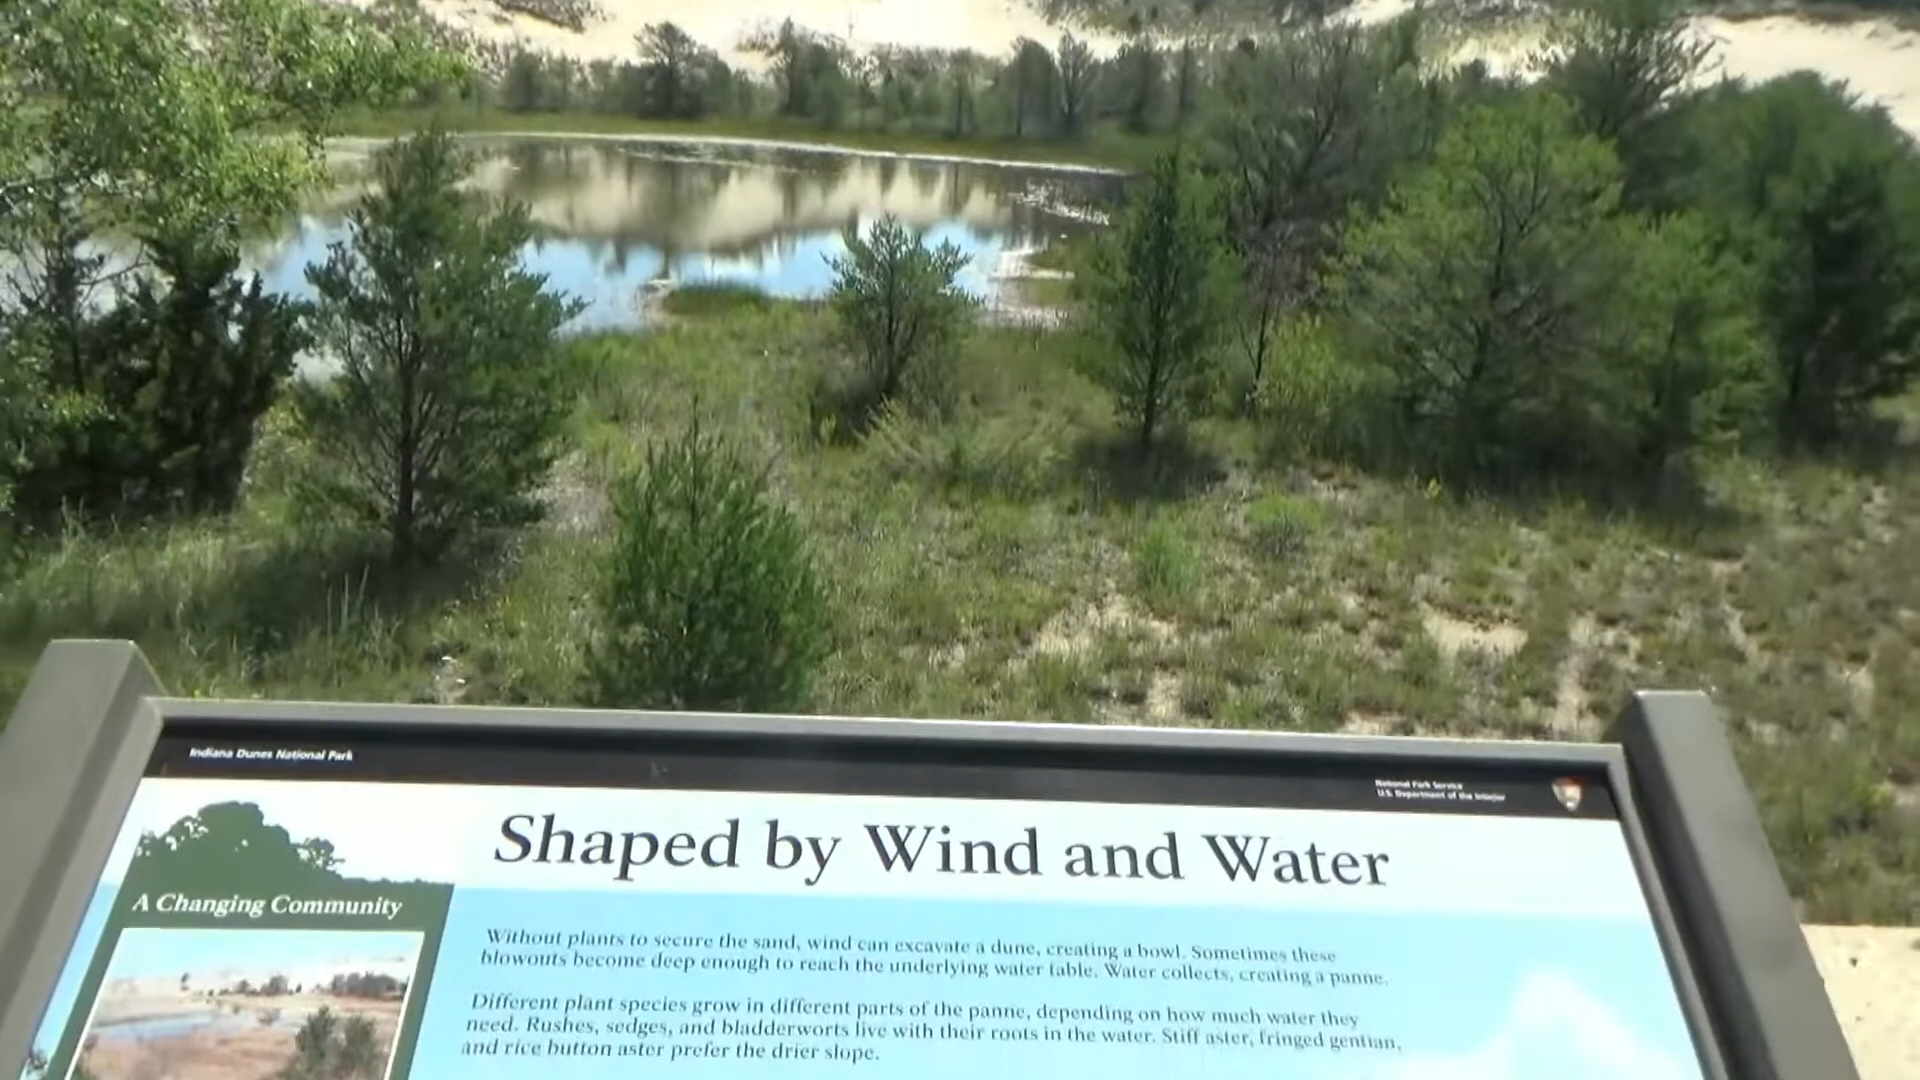 Indiana Dunes National Park
National Park Service
U.S. Department of the Interior
Shaped by Wind and Water
A Changing Community
Without plants to secure the sand, wind can excavate a dune, creating a bowl. Sometimes these
blowouts become deep enough to reach the underlying water table. Water collects, creating a panne.
Different plant species grow in different parts of the panne, depending on how much water they
need. Rushes, sedges, and bladderworts live with their roots in the water. Stiff aster, fringed gentian,
and rice button aster prefer the drier slope.